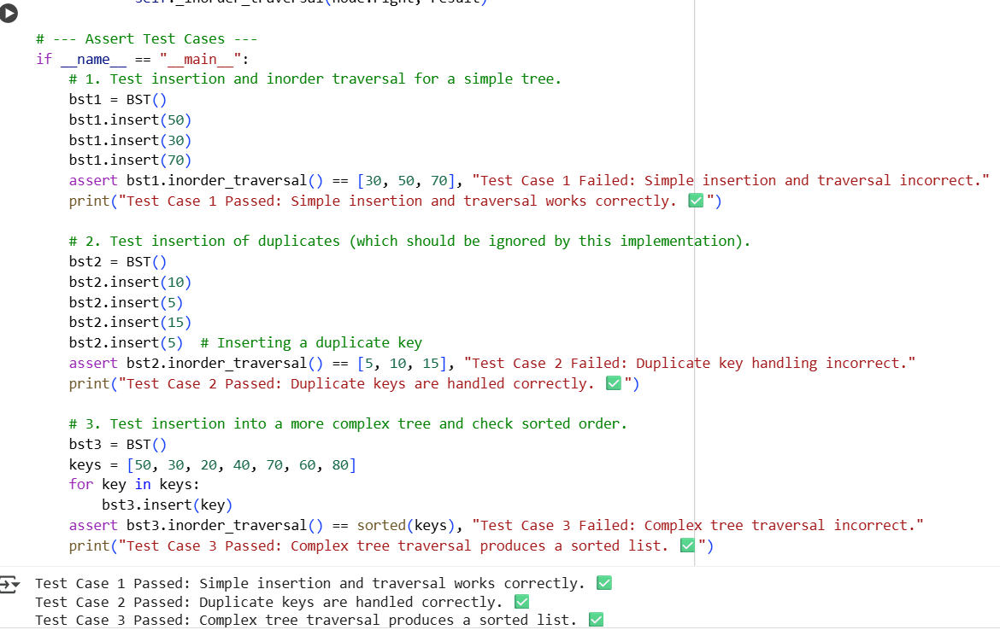 self._inorder_traversal(node.right, result)
# --- Assert Test Cases ---
if __name__ == "__main__":
    # 1. Test insertion and inorder traversal for a simple tree.
    bst1 = BST()
    bst1.insert(50)
    bst1.insert(30)
    bst1.insert(70)
    assert bst1.inorder_traversal() == [30, 50, 70], "Test Case 1 Failed: Simple insertion and traversal incorrect."
    print("Test Case 1 Passed: Simple insertion and traversal works correctly. ✅")
    # 2. Test insertion of duplicates (which should be ignored by this implementation).
    bst2 = BST()
    bst2.insert(10)
    bst2.insert(5)
    bst2.insert(15)
    bst2.insert(5)  # Inserting a duplicate key
    assert bst2.inorder_traversal() == [5, 10, 15], "Test Case 2 Failed: Duplicate key handling incorrect."
    print("Test Case 2 Passed: Duplicate keys are handled correctly. ✅")
    # 3. Test insertion into a more complex tree and check sorted order.
    bst3 = BST()
    keys = [50, 30, 20, 40, 70, 60, 80]
    for key in keys:
        bst3.insert(key)
    assert bst3.inorder_traversal() == sorted(keys), "Test Case 3 Failed: Complex tree traversal incorrect."
    print("Test Case 3 Passed: Complex tree traversal produces a sorted list. ✅")
Test Case 1 Passed: Simple insertion and traversal works correctly. ✅
Test Case 2 Passed: Duplicate keys are handled correctly. ✅
Test Case 3 Passed: Complex tree traversal produces a sorted list. ✅